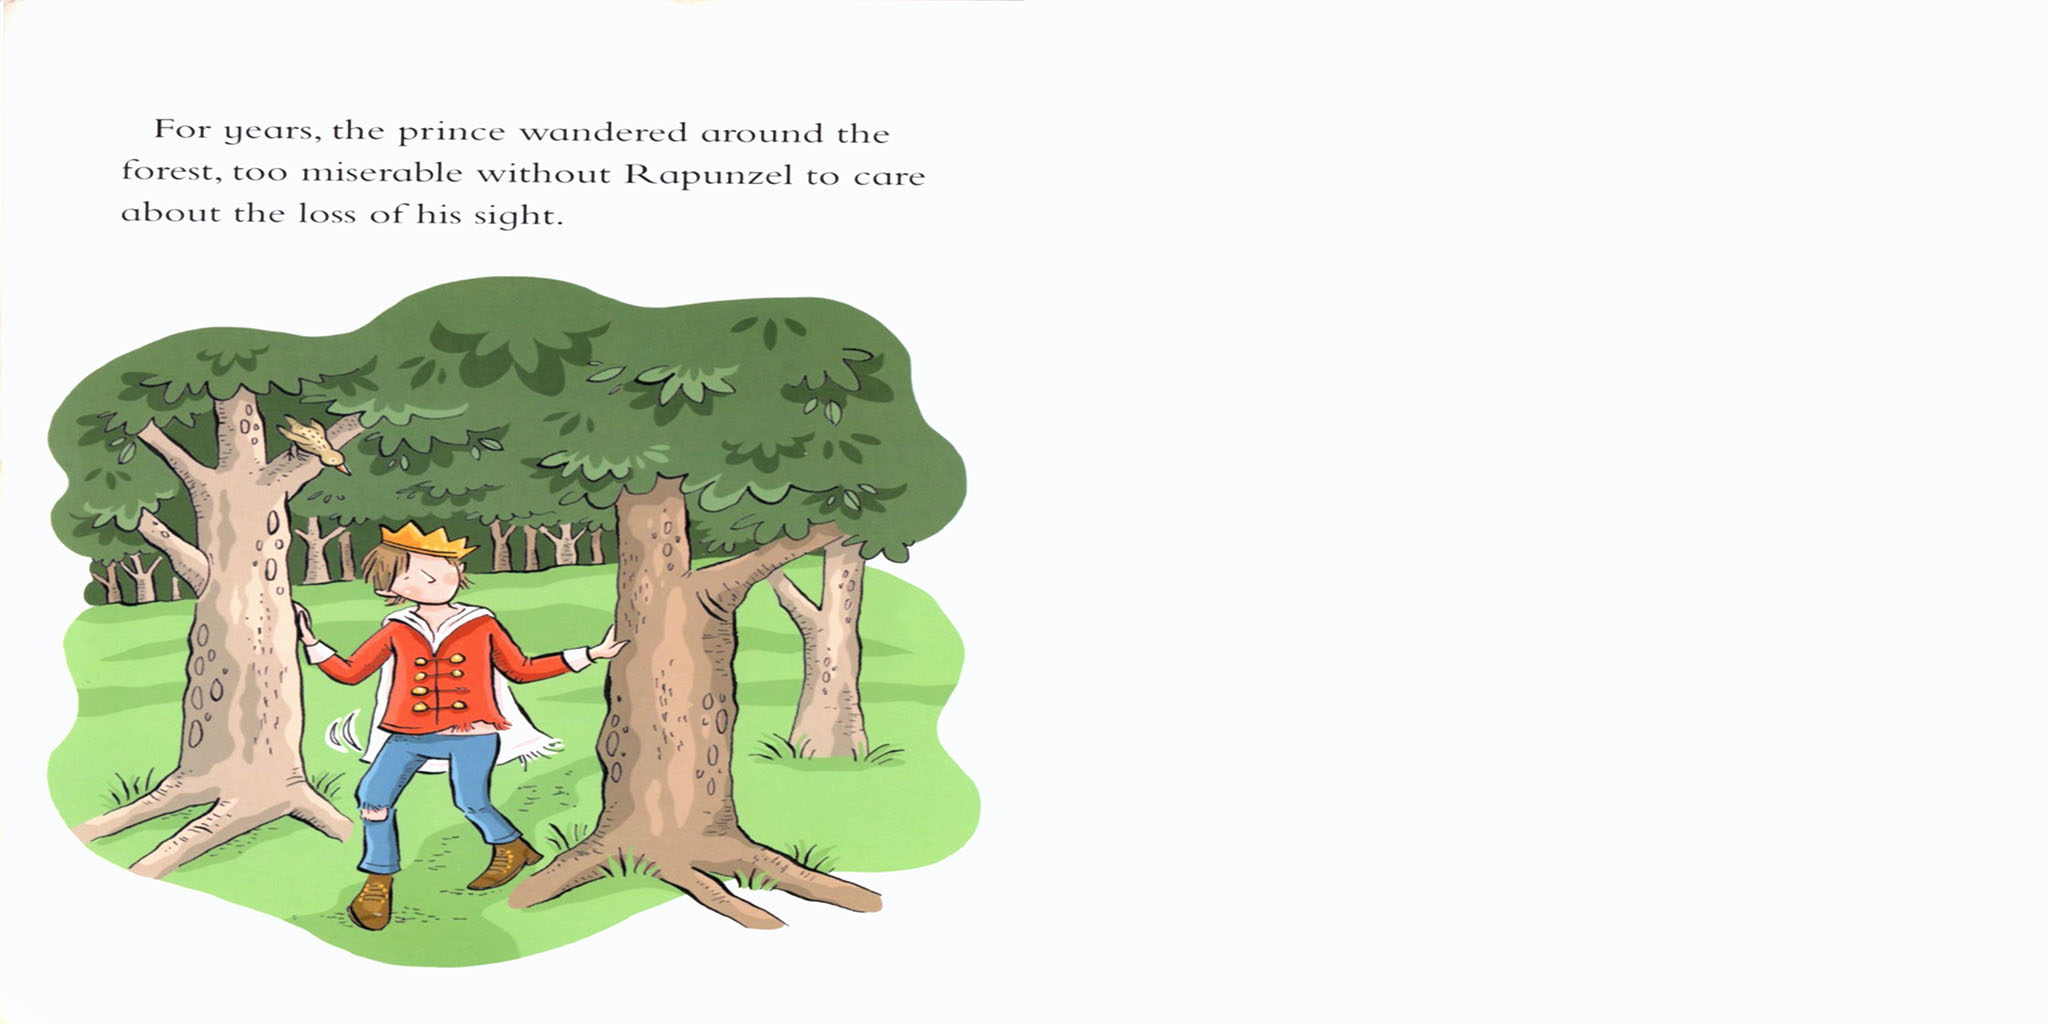 For years, the prince wandered around the
forest, too miserable without Rapunzel to care
about the loss of his sight.